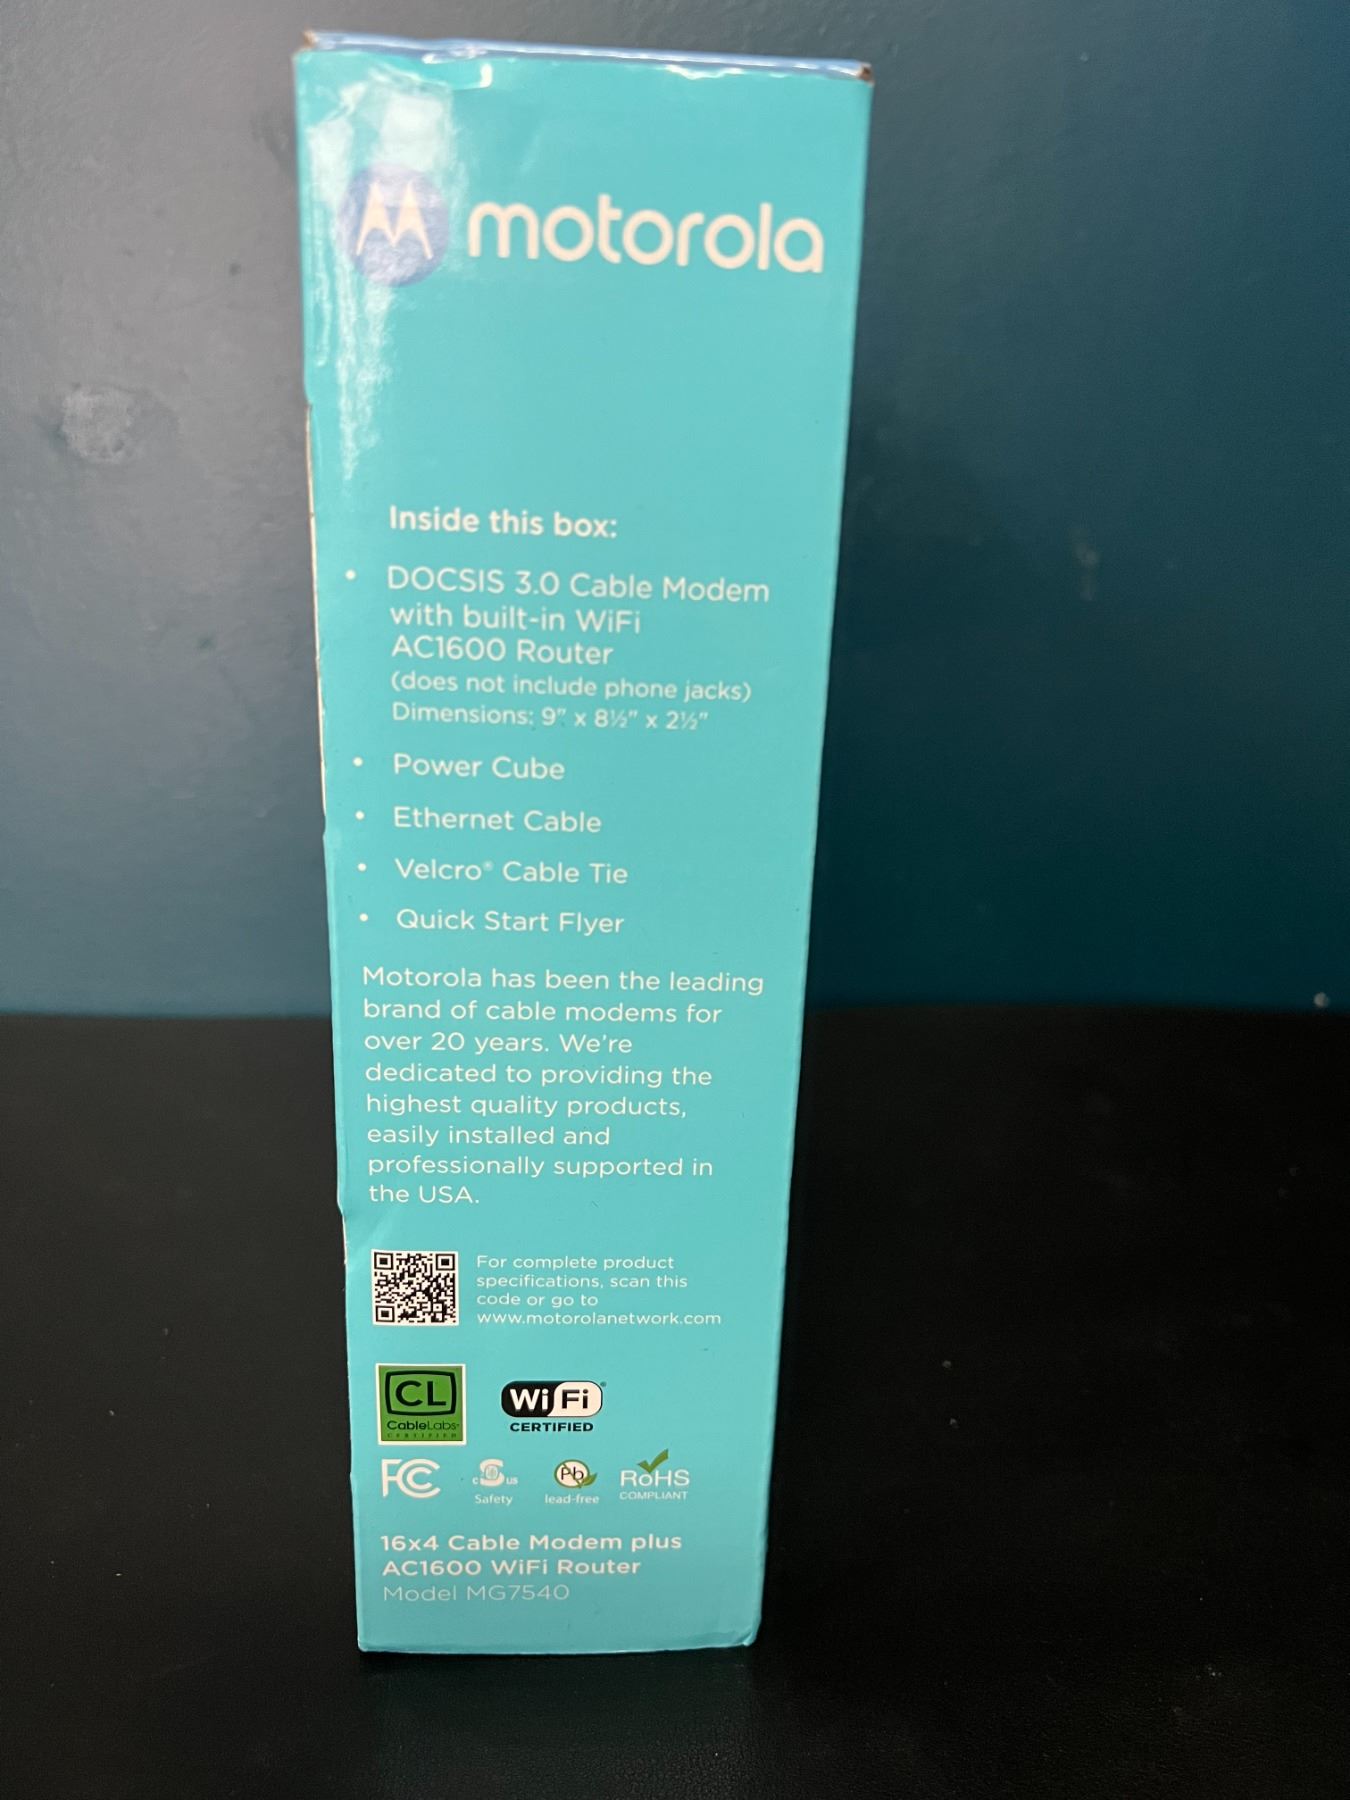 motorola
Inside this box:
• DOCSIS 3.0 Cable Modem
with built-in WiFi
AC1600 Router
(does not include phone jacks)
Dimensions: 9" x 8½" x 2½"
• Power Cube
• Ethernet Cable
• Velcro® Cable Tie
• Quick Start Flyer
Motorola has been the leading
brand of cable modems for
over 20 years. We're
dedicated to providing the
highest quality products,
easily installed and
professionally supported in
the USA.
For complete product
specifications, scan this
code or go to
www.motorolanetwork.com
CL
CableLabs
CERTIFIED
WiFi®
CERTIFIED
FC
C US
Safety
Pb
lead-free
RoHS
COMPLIANT
16x4 Cable Modem plus
AC1600 WiFi Router
Model MG7540